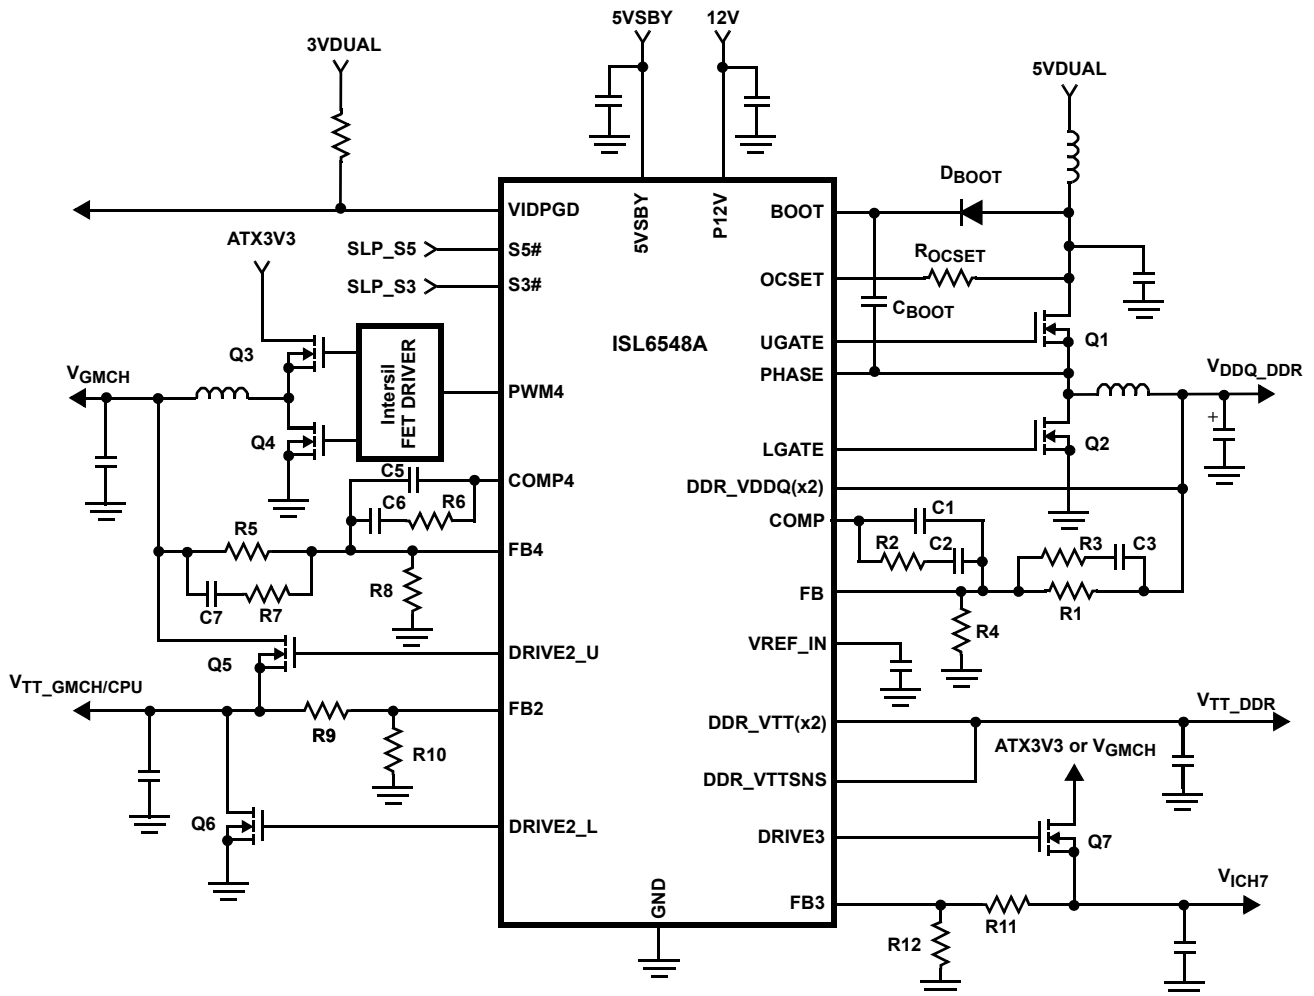 5VSBY
12V
3VDUAL
5VDUAL
DBOOT
VIDPGD
5VSBY
P12V
BOOT
ATX3V3
SLP_S5
S5#
ROCSET
SLP_S3
S3#
OCSET
CBOOT
Q3
Intersil
FET DRIVER
ISL6548A
UGATE
Q1
VGMCH
PHASE
VDDQ_DDR
PWM4
+
Q4
LGATE
Q2
C5
COMP4
DDR_VDDQ(x2)
C6
R6
COMP
C1
R5
R2
C2
R3
C3
FB4
C7
R7
R8
FB
R1
R4
Q5
DRIVE2_U
VREF_IN
VTT_GMCH/CPU
FB2
R9
R10
DDR_VTT(x2)
VTT_DDR
ATX3V3 or VGMCH
DDR_VTTSNS
Q6
DRIVE2_L
DRIVE3
Q7
GND
FB3
VICH7
R11
R12